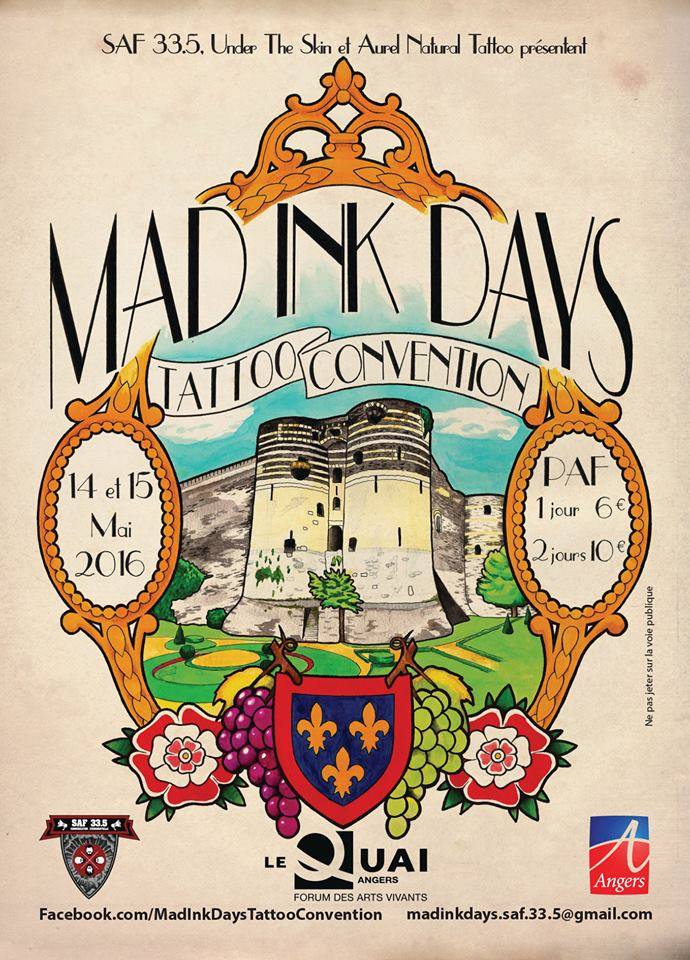 SAF 33.5, Under The Skin et Aurel Natural Tattoo présentent
MAD INK DAYS
TATTOO CONVENTION
14 et 15
Mai
2016
PAF
1 jour 6€
2 jours 10€
Ne pas jeter sur la voie publique
SAF 33.5
LE QUAI
ANGERS
FORUM DES ARTS VIVANTS
A
Angers
Facebook.com/MadInkDaysTattooConvention madinkdays.saf.33.5@gmail.com